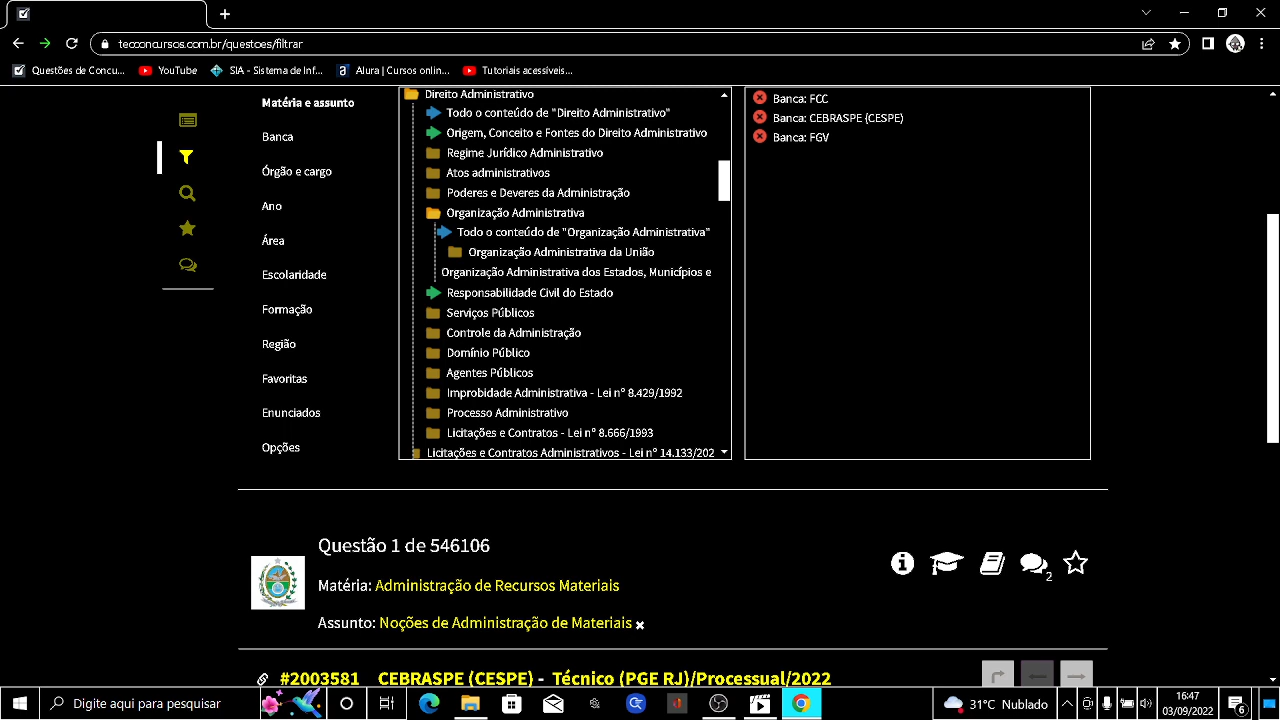 tecconcursos.com.br/questoes/filtrar
Questões de Concu...
YouTube
SIA - Sistema de Inf...
Alura | Cursos onlin...
Tutoriais acessíveis...
Matéria e assunto
Banca
Órgão e cargo
Ano
Área
Escolaridade
Formação
Região
Favoritas
Enunciados
Opções
Direito Administrativo
Todo o conteúdo de "Direito Administrativo"
Origem, Conceito e Fontes do Direito Administrativo
Regime Jurídico Administrativo
Atos administrativos
Poderes e Deveres da Administração
Organização Administrativa
Todo o conteúdo de "Organização Administrativa"
Organização Administrativa da União
Organização Administrativa dos Estados, Municípios e
Responsabilidade Civil do Estado
Serviços Públicos
Controle da Administração
Domínio Público
Agentes Públicos
Improbidade Administrativa - Lei nº 8.429/1992
Processo Administrativo
Licitações e Contratos - Lei nº 8.666/1993
Licitações e Contratos Administrativos - Lei nº 14.133/202
Banca: FCC
Banca: CEBRASPE (CESPE)
Banca: FGV
Questão 1 de 546106
Matéria: Administração de Recursos Materiais
Assunto: Noções de Administração de Materiais
2
#2003581 CEBRASPE (CESPE) - Técnico (PGE RJ)/Processual/2022
Digite aqui para pesquisar
31°C Nublado
16:47
03/09/2022
6